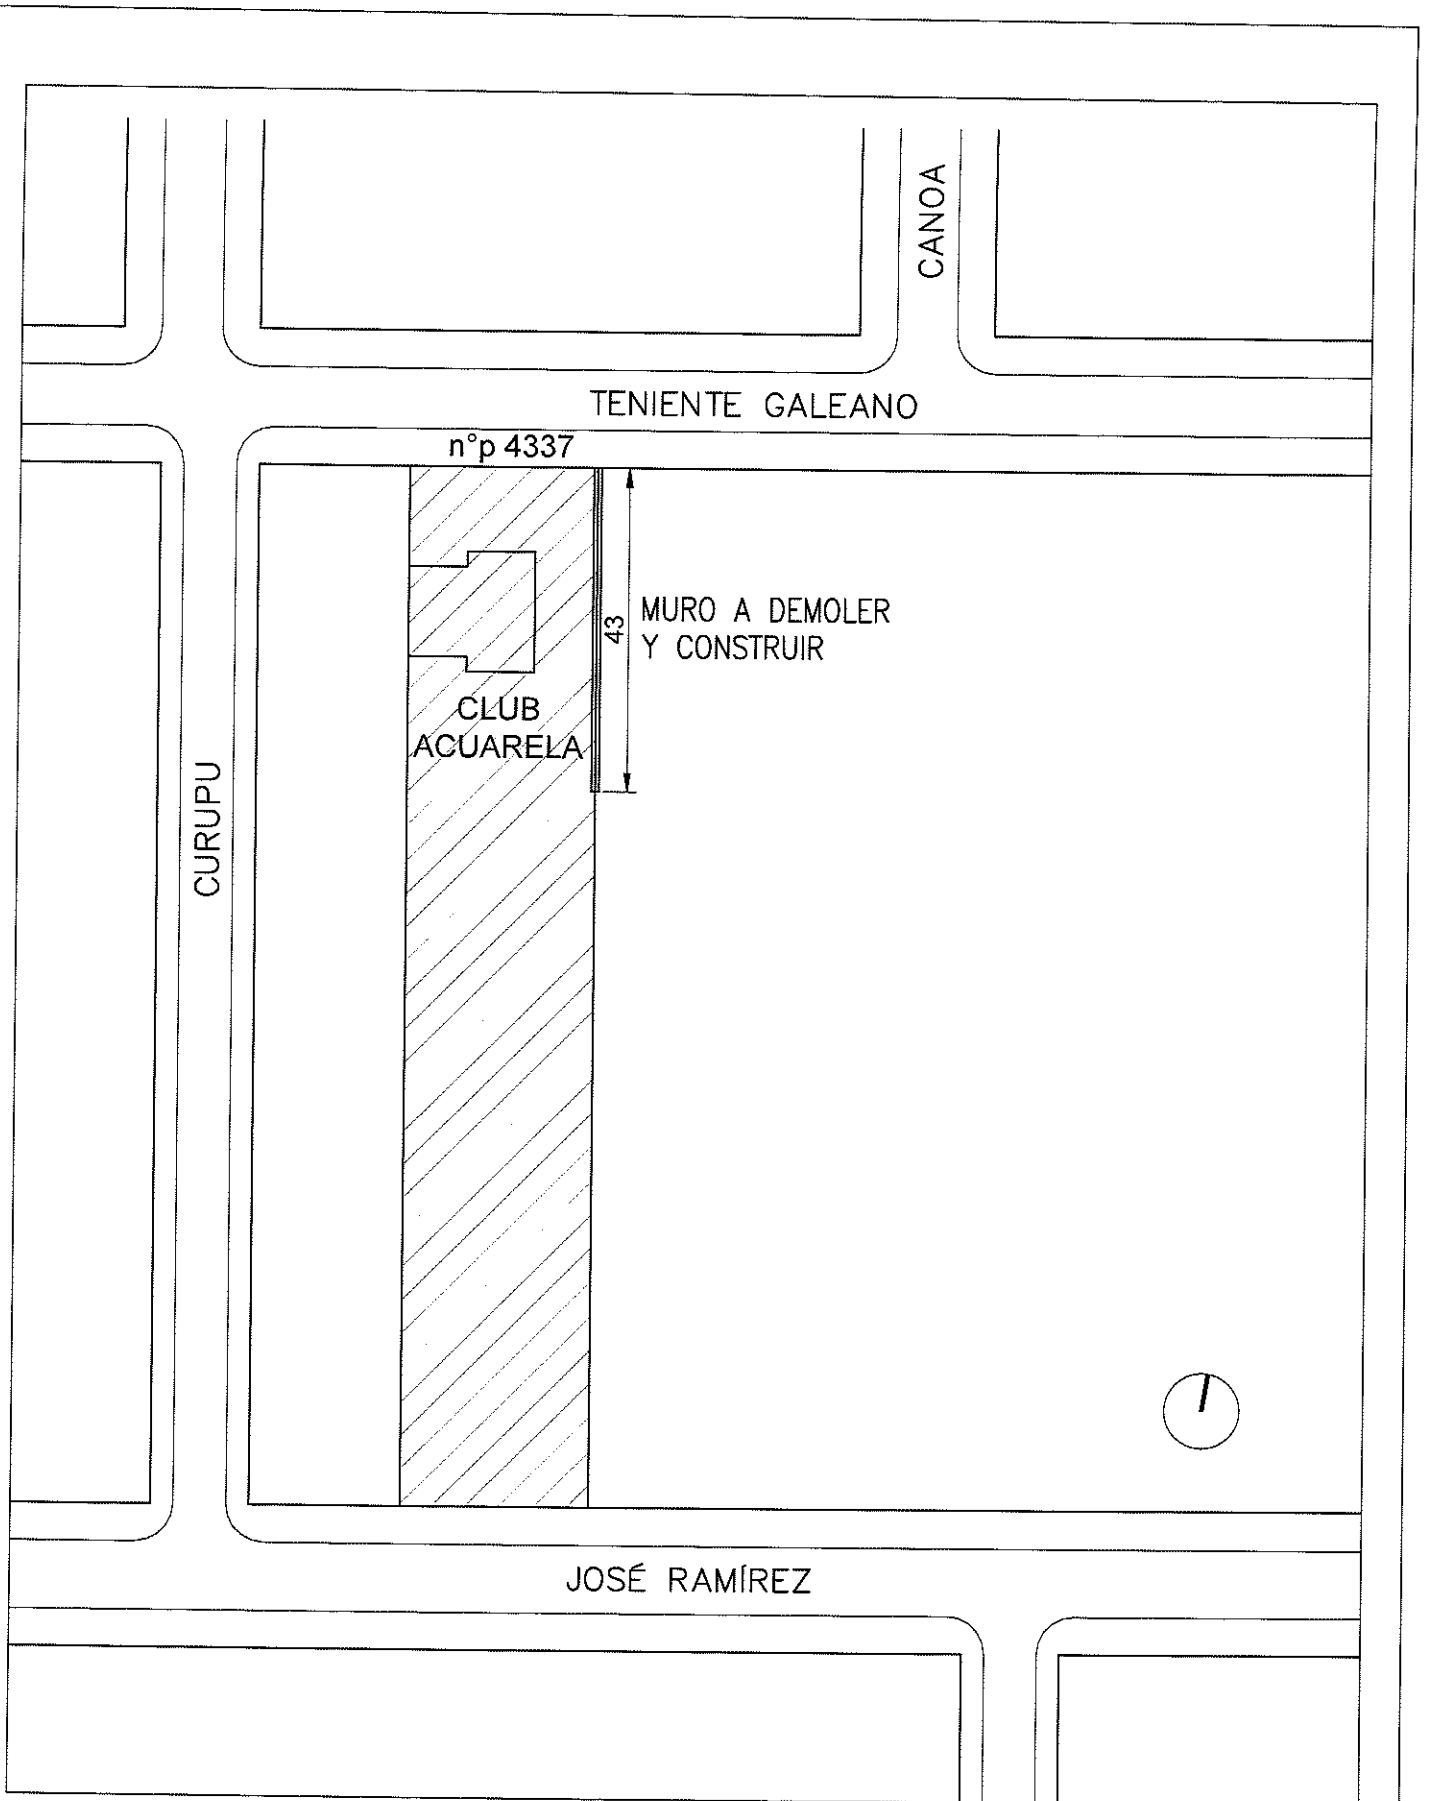 CANOA
TENIENTE GALEANO
n°p 4337
43
MURO A DEMOLER
Y CONSTRUIR
CLUB
ACUARELA
CURUPU
JOSÉ RAMÍREZ